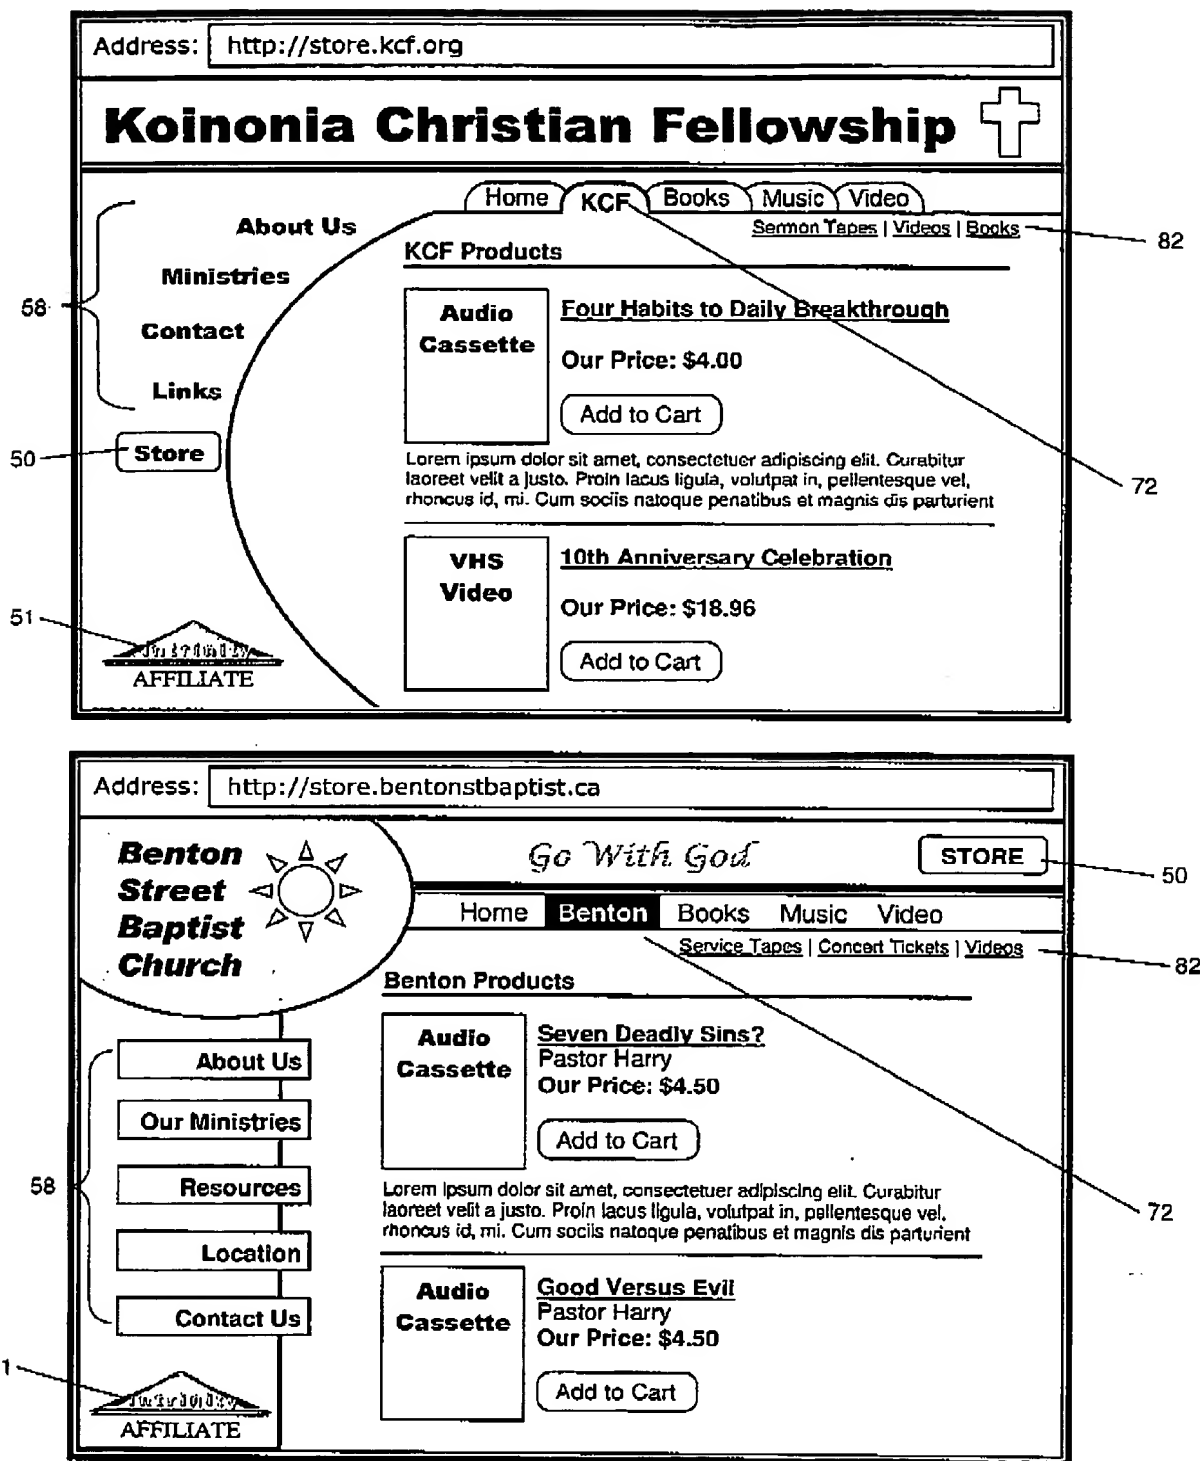 Address: http://store.kcf.org
Koinonia Christian Fellowship
Home KCF Books Music Video
Sermon Tapes | Videos | Books
82
About Us
Ministries
58
Contact
Links
50
Store
KCF Products
Audio
Cassette
Four Habits to Daily Breakthrough
Our Price: $4.00
Add to Cart
Lorem ipsum dolor sit amet, consectetuer adipiscing elit. Curabitur
laoreet velit a justo. Proin lacus ligula, volutpat in, pellentesque vel,
rhoncus id, mi. Cum sociis natoque penatibus et magnis dis parturient
72
VHS
Video
10th Anniversary Celebration
Our Price: $18.96
Add to Cart
51
AFFILIATE
Address: http://store.bentonstbaptist.ca
Benton
Street
Baptist
Church
Go With God
STORE
50
Home Benton Books Music Video
Service Tapes | Concert Tickets | Videos
82
Benton Products
About Us
Our Ministries
58
Resources
Location
Contact Us
Audio
Cassette
Seven Deadly Sins?
Pastor Harry
Our Price: $4.50
Add to Cart
Lorem ipsum dolor sit amet, consectetuer adipiscing elit. Curabitur
laoreet velit a justo. Proin lacus ligula, volutpat in, pellentesque vel,
rhoncus id, mi. Cum sociis natoque penatibus et magnis dis parturient
72
Audio
Cassette
Good Versus Evil
Pastor Harry
Our Price: $4.50
Add to Cart
1
AFFILIATE